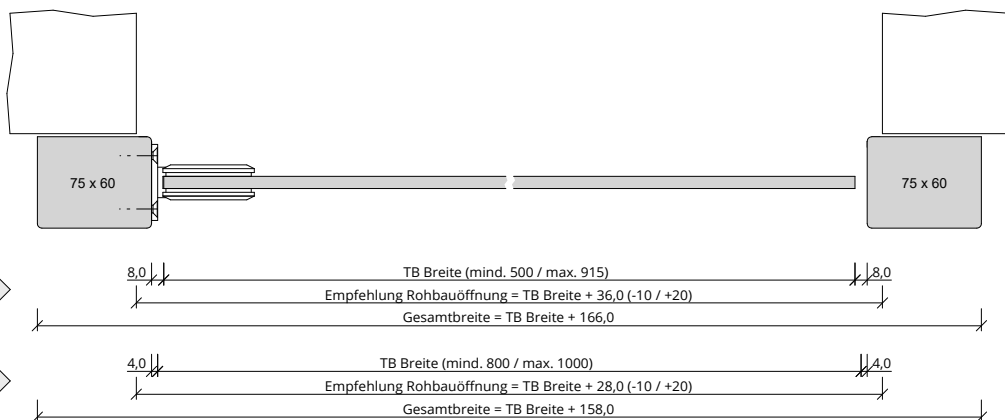 75 x 60 75 x 60
8,0 TB Breite (mind. 500 / max. 915) 8,0
Empfehlung Rohbauöffnung = TB Breite + 36,0 (-10 / +20)
Gesamtbreite = TB Breite + 166,0
4,0 TB Breite (mind. 800 / max. 1000) 4,0
Empfehlung Rohbauöffnung = TB Breite + 28,0 (-10 / +20)
Gesamtbreite = TB Breite + 158,0